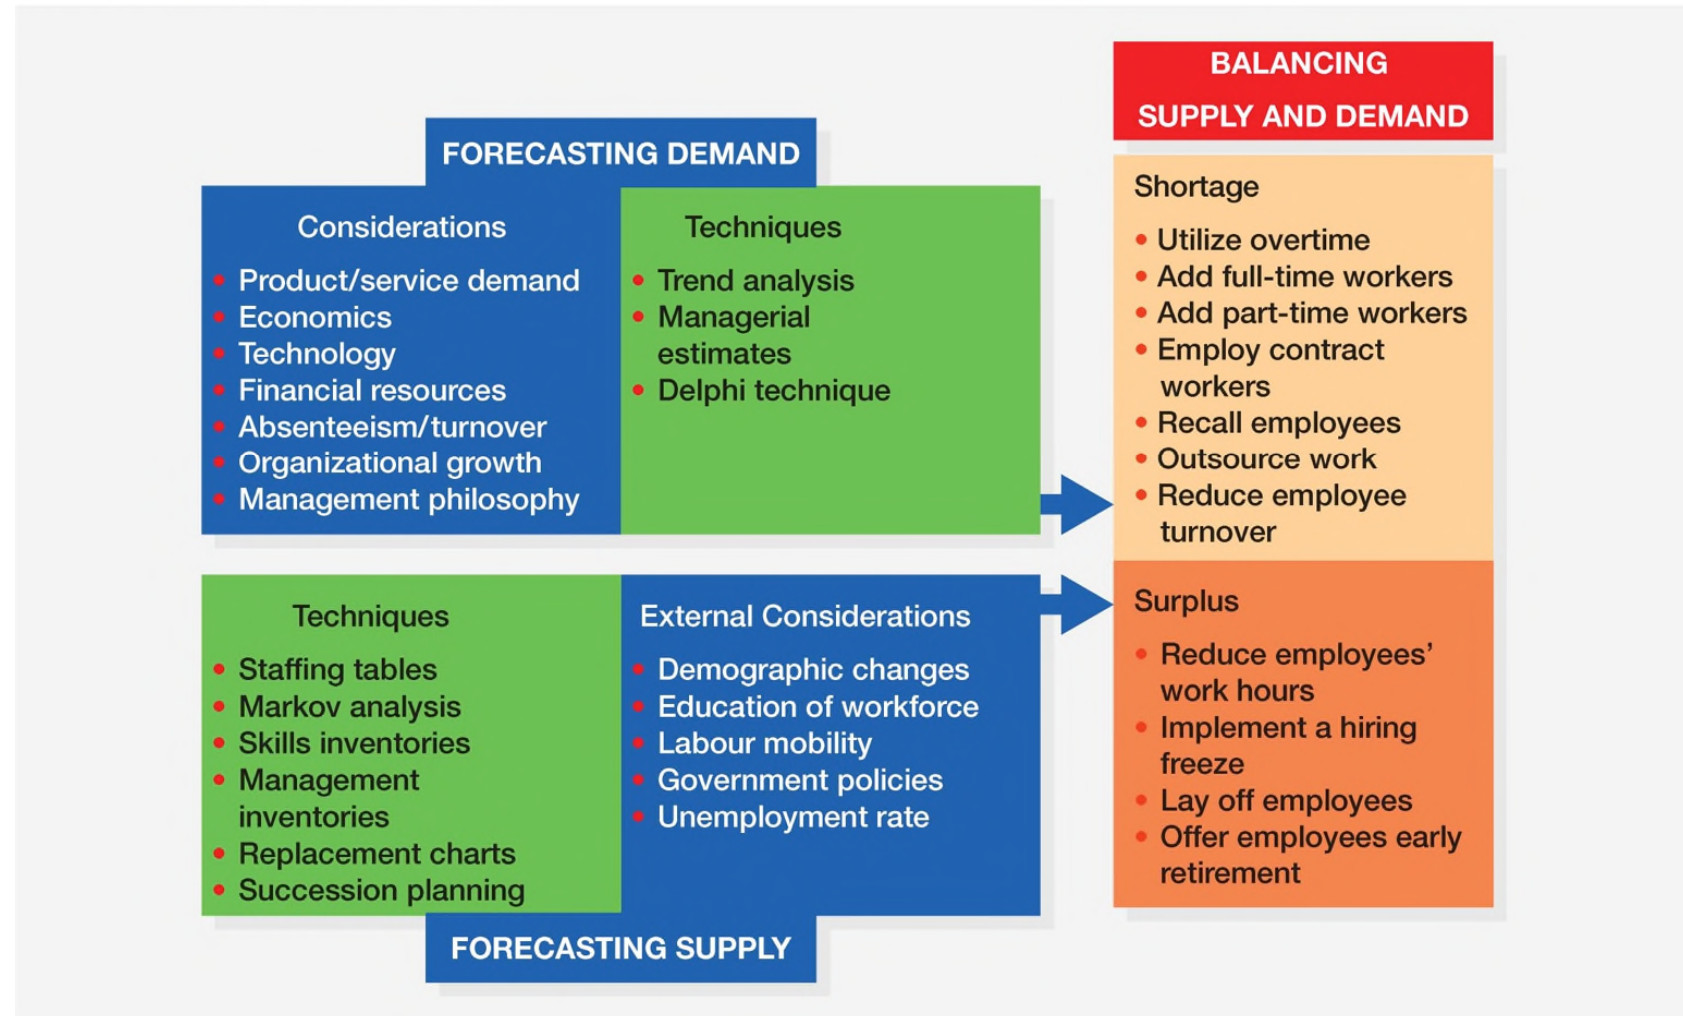 FORECASTING DEMAND
Considerations
• Product/service demand
• Economics
• Technology
• Financial resources
• Absenteeism/turnover
• Organizational growth
• Management philosophy
Techniques
• Trend analysis
• Managerial
estimates
• Delphi technique
Techniques
• Staffing tables
• Markov analysis
• Skills inventories
• Management
inventories
• Replacement charts
• Succession planning
External Considerations
• Demographic changes
• Education of workforce
• Labour mobility
• Government policies
• Unemployment rate
FORECASTING SUPPLY
BALANCING
SUPPLY AND DEMAND
Shortage
• Utilize overtime
• Add full-time workers
• Add part-time workers
• Employ contract
workers
• Recall employees
• Outsource work
• Reduce employee
turnover
Surplus
• Reduce employees’
work hours
• Implement a hiring
freeze
• Lay off employees
• Offer employees early
retirement